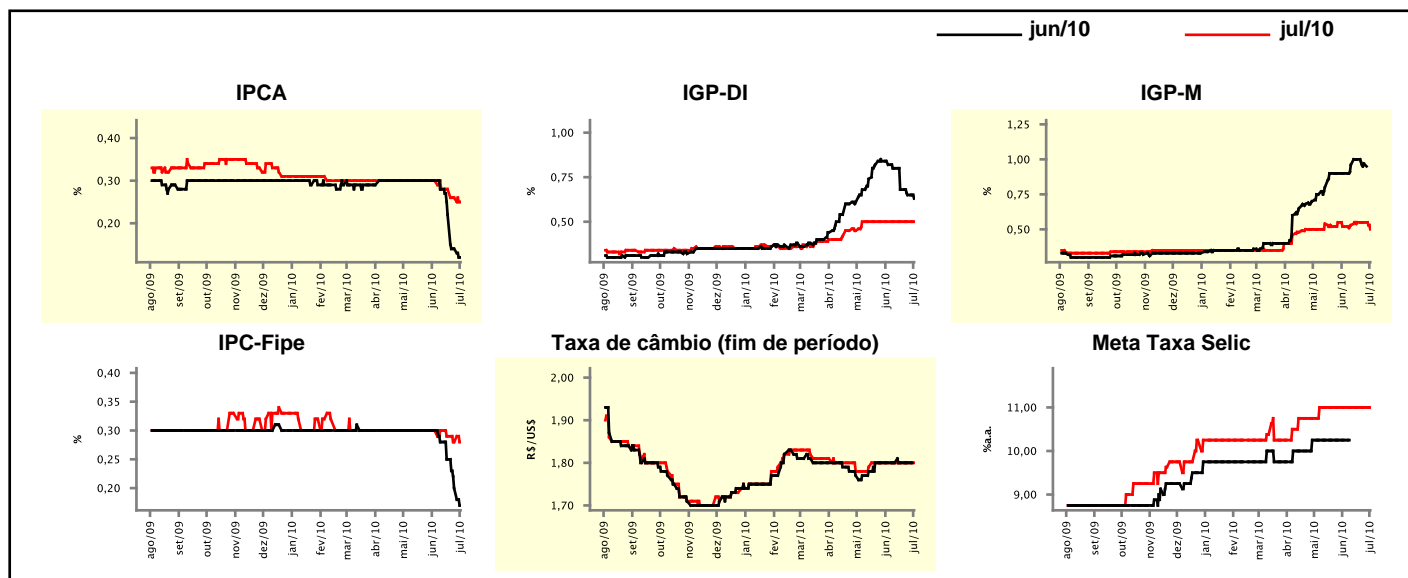 jun/10 jul/10
IPCA IGP-DI IGP-M
0,40
0,30
0,20
%
ago/09 set/09 out/09 nov/09 dez/09 jan/10 fev/10 mar/10 abr/10 mai/10 jun/10 jul/10
1,00
0,75
0,50
%
ago/09 set/09 out/09 nov/09 dez/09 jan/10 fev/10 mar/10 abr/10 mai/10 jun/10 jul/10
1,25
1,00
0,75
0,50
%
ago/09 set/09 out/09 nov/09 dez/09 jan/10 fev/10 mar/10 abr/10 mai/10 jun/10 jul/10
IPC-Fipe Taxa de câmbio (fim de período) Meta Taxa Selic
0,40
0,30
0,20
%
ago/09 set/09 out/09 nov/09 dez/09 jan/10 fev/10 mar/10 abr/10 mai/10 jun/10 jul/10
2,00
1,90
1,80
1,70
R$/US$
ago/09 set/09 out/09 nov/09 dez/09 jan/10 fev/10 mar/10 abr/10 mai/10 jun/10 jul/10
11,00
10,00
9,00
%a.a.
ago/09 set/09 out/09 nov/09 dez/09 jan/10 fev/10 mar/10 abr/10 mai/10 jun/10 jul/10